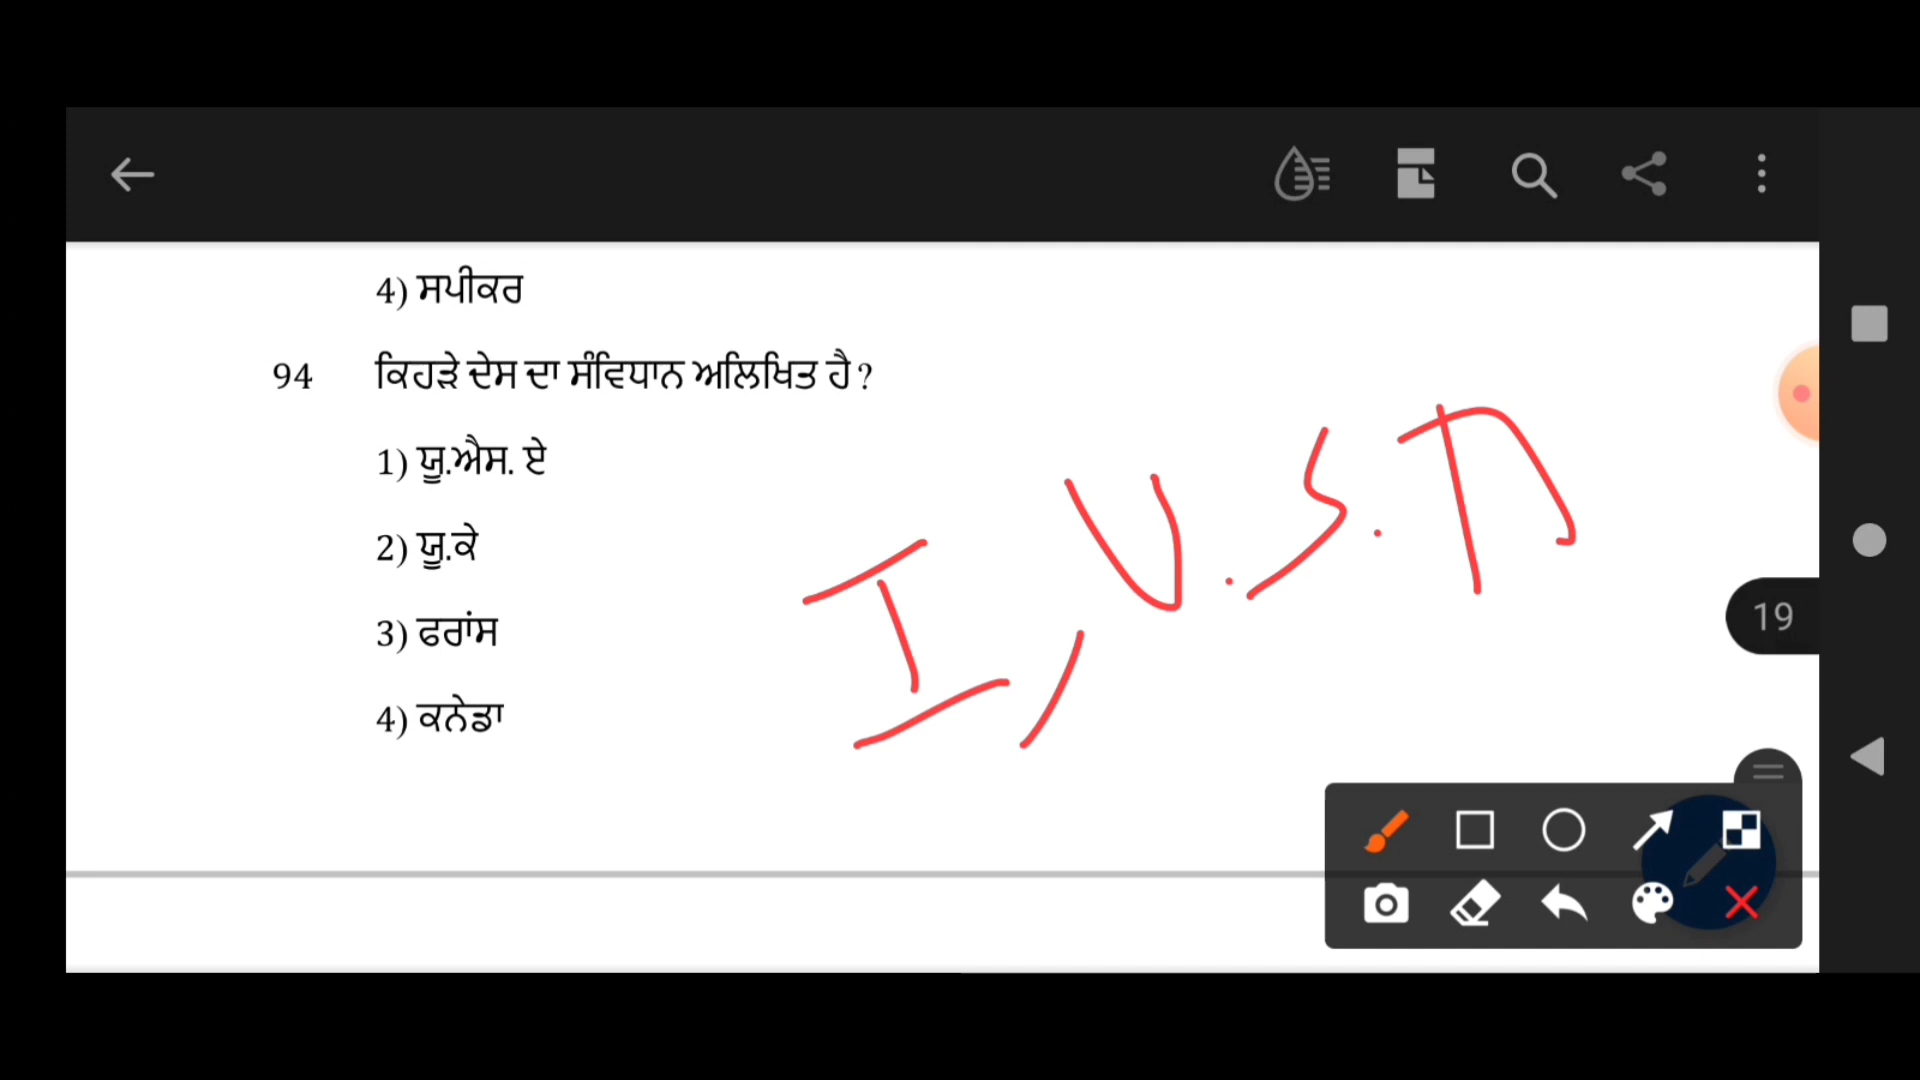 4) ਸਪੀਕਰ
94 ਕਿਹੜੇ ਦੇਸ ਦਾ ਸੰਵਿਧਾਨ ਅਲਿਖਿਤ ਹੈ?
1) ਯੂ.ਐਸ. ਏ
2) ਯੂ.ਕੇ
3) ਫਰਾਂਸ
4) ਕਨੇਡਾ
I, U.S.A
19